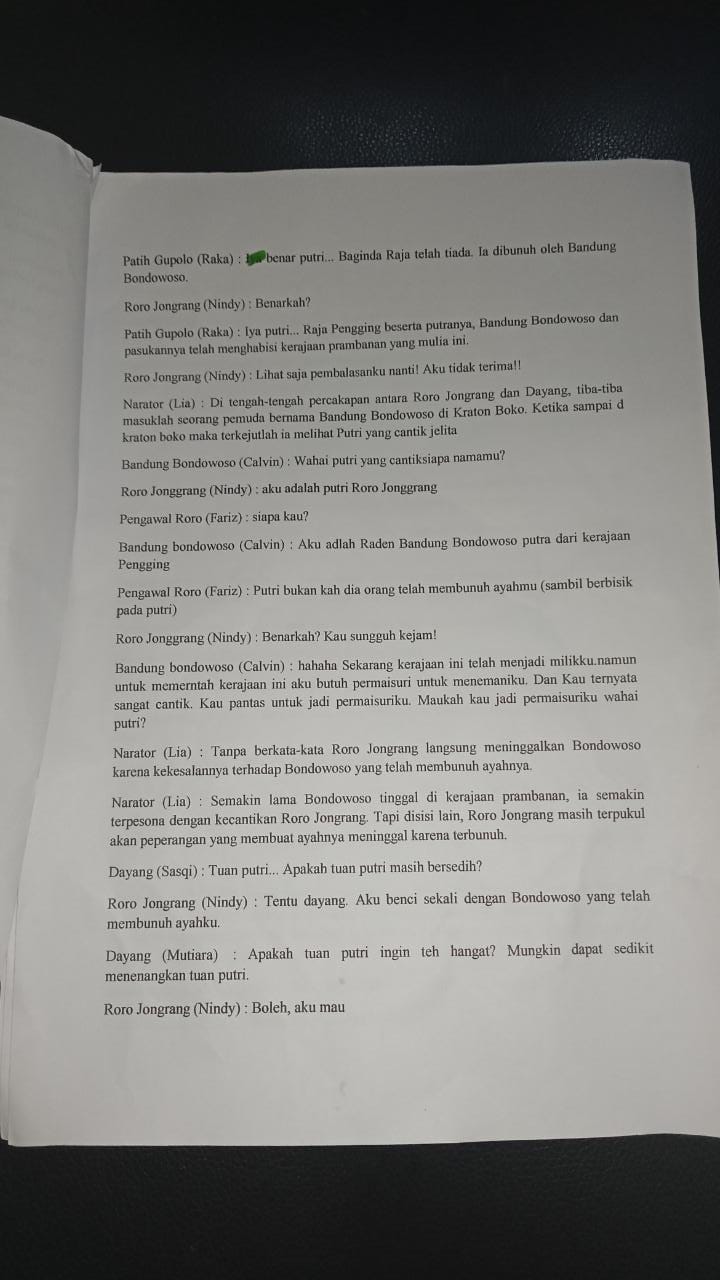 Patih Gupolo (Raka) : Iya benar putri... Baginda Raja telah tiada. Ia dibunuh oleh Bandung
Bondowoso.
Roro Jongrang (Nindy) : Benarkah?
Patih Gupolo (Raka) : Iya putri... Raja Pengging beserta putranya, Bandung Bondowoso dan
pasukannya telah menghabisi kerajaan prambanan yang mulia ini.
Roro Jongrang (Nindy) : Lihat saja pembalasanku nanti! Aku tidak terima!!
Narator (Lia) : Di tengah-tengah percakapan antara Roro Jongrang dan Dayang, tiba-tiba
masuklah seorang pemuda bernama Bandung Bondowoso di Kraton Boko. Ketika sampai d
kraton boko maka terkejutlah ia melihat Putri yang cantik jelita
Bandung Bondowoso (Calvin) : Wahai putri yang cantiksiapa namamu?
Roro Jonggrang (Nindy) : aku adalah putri Roro Jonggrang
Pengawal Roro (Fariz) : siapa kau?
Bandung bondowoso (Calvin) : Aku adlah Raden Bandung Bondowoso putra dari kerajaan
Pengging
Pengawal Roro (Fariz) : Putri bukan kah dia orang telah membunuh ayahmu (sambil berbisik
pada putri)
Roro Jonggrang (Nindy) : Benarkah? Kau sungguh kejam!
Bandung bondowoso (Calvin) : hahaha Sekarang kerajaan ini telah menjadi milikku.namun
untuk memerntah kerajaan ini aku butuh permaisuri untuk menemaniku. Dan Kau ternyata
sangat cantik. Kau pantas untuk jadi permaisuriku. Maukah kau jadi permaisuriku wahai
putri?
Narator (Lia) : Tanpa berkata-kata Roro Jongrang langsung meninggalkan Bondowoso
karena kekesalannya terhadap Bondowoso yang telah membunuh ayahnya.
Narator (Lia) : Semakin lama Bondowoso tinggal di kerajaan prambanan, ia semakin
terpesona dengan kecantikan Roro Jongrang. Tapi disisi lain, Roro Jongrang masih terpukul
akan peperangan yang membuat ayahnya meninggal karena terbunuh.
Dayang (Sasqi) : Tuan putri... Apakah tuan putri masih bersedih?
Roro Jongrang (Nindy) : Tentu dayang. Aku benci sekali dengan Bondowoso yang telah
membunuh ayahku.
Dayang (Mutiara) : Apakah tuan putri ingin teh hangat? Mungkin dapat sedikit
menenangkan tuan putri.
Roro Jongrang (Nindy) : Boleh, aku mau